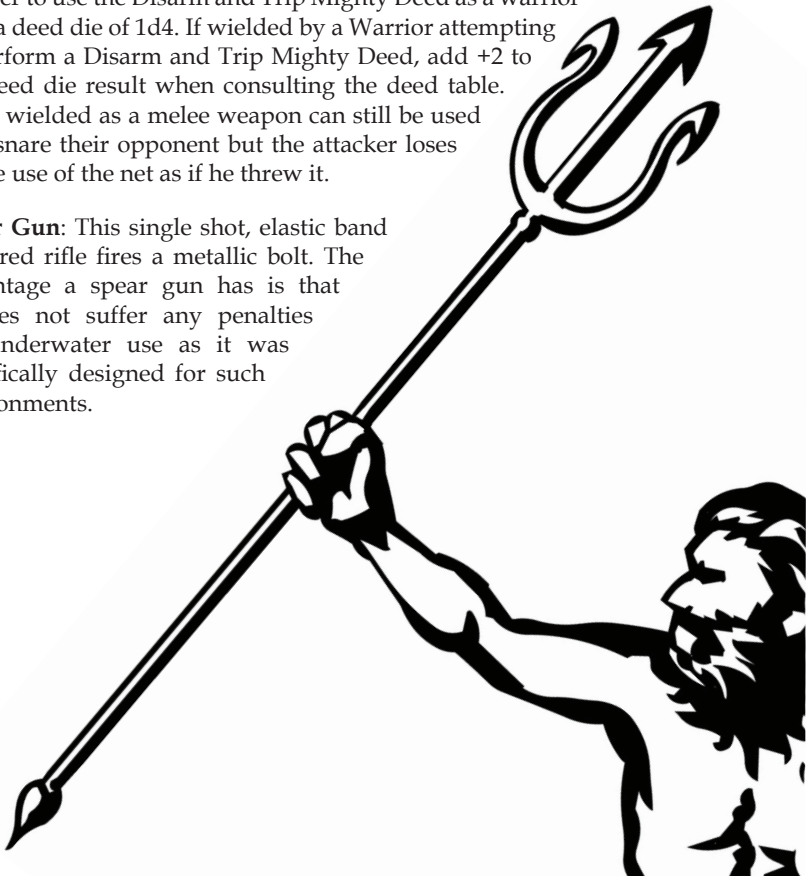 er to use the Disarm and Trip Mighty Deed as a warrior
a deed die of 1d4. If wielded by a Warrior attempting
rform a Disarm and Trip Mighty Deed, add +2 to
eed die result when consulting the deed table.
wielded as a melee weapon can still be used
snare their opponent but the attacker loses
e use of the net as if he threw it.
r Gun: This single shot, elastic band
red rifle fires a metallic bolt. The
ntage a spear gun has is that
es not suffer any penalties
nderwater use as it was
fically designed for such
onments.